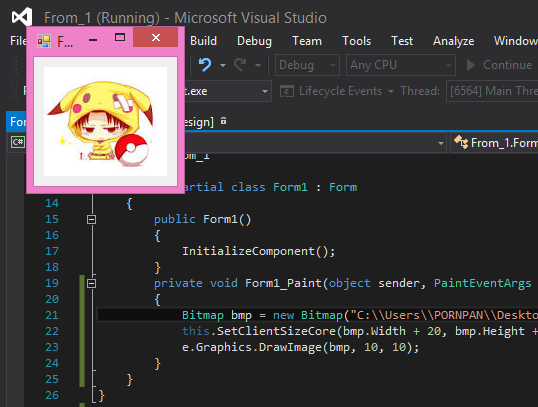 From_1 (Running) - Microsoft Visual Studio
F...
Build Debug Team Tools Test Analyze Window
Debug Any CPU Continue
t.exe Lifecycle Events Thread: [6564] Main Thre
For design]
C# From_1.Form
om_1
artial class Form1 : Form
14 {
15 public Form1()
16 {
17 InitializeComponent();
18 }
19 private void Form1_Paint(object sender, PaintEventArgs
20 {
21 Bitmap bmp = new Bitmap("C:\\Users\\PORNPAN\\Deskto
22 this.SetClientSizeCore(bmp.Width + 20, bmp.Height +
23 e.Graphics.DrawImage(bmp, 10, 10);
24 }
25 }
26 }